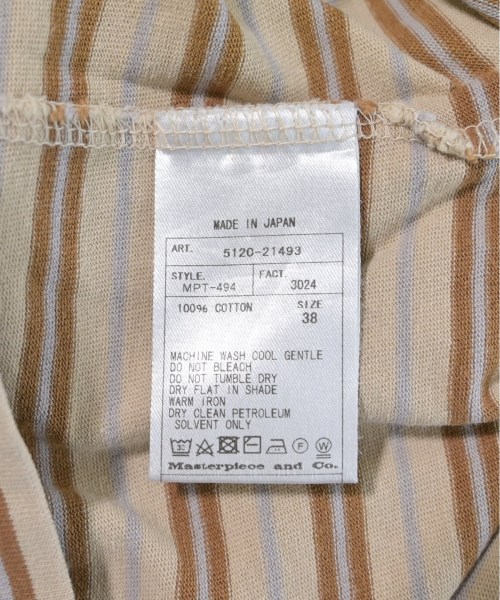 MADE IN JAPAN
ART. 5120-21493
STYLE. FACT.
MPT-494 3024
100% COTTON SIZE
38
MACHINE WASH COOL GENTLE
DO NOT BLEACH
DO NOT TUMBLE DRY
DRY FLAT IN SHADE
WARM IRON
DRY CLEAN PETROLEUM
SOLVENT ONLY
F W
Masterpiece and Co.